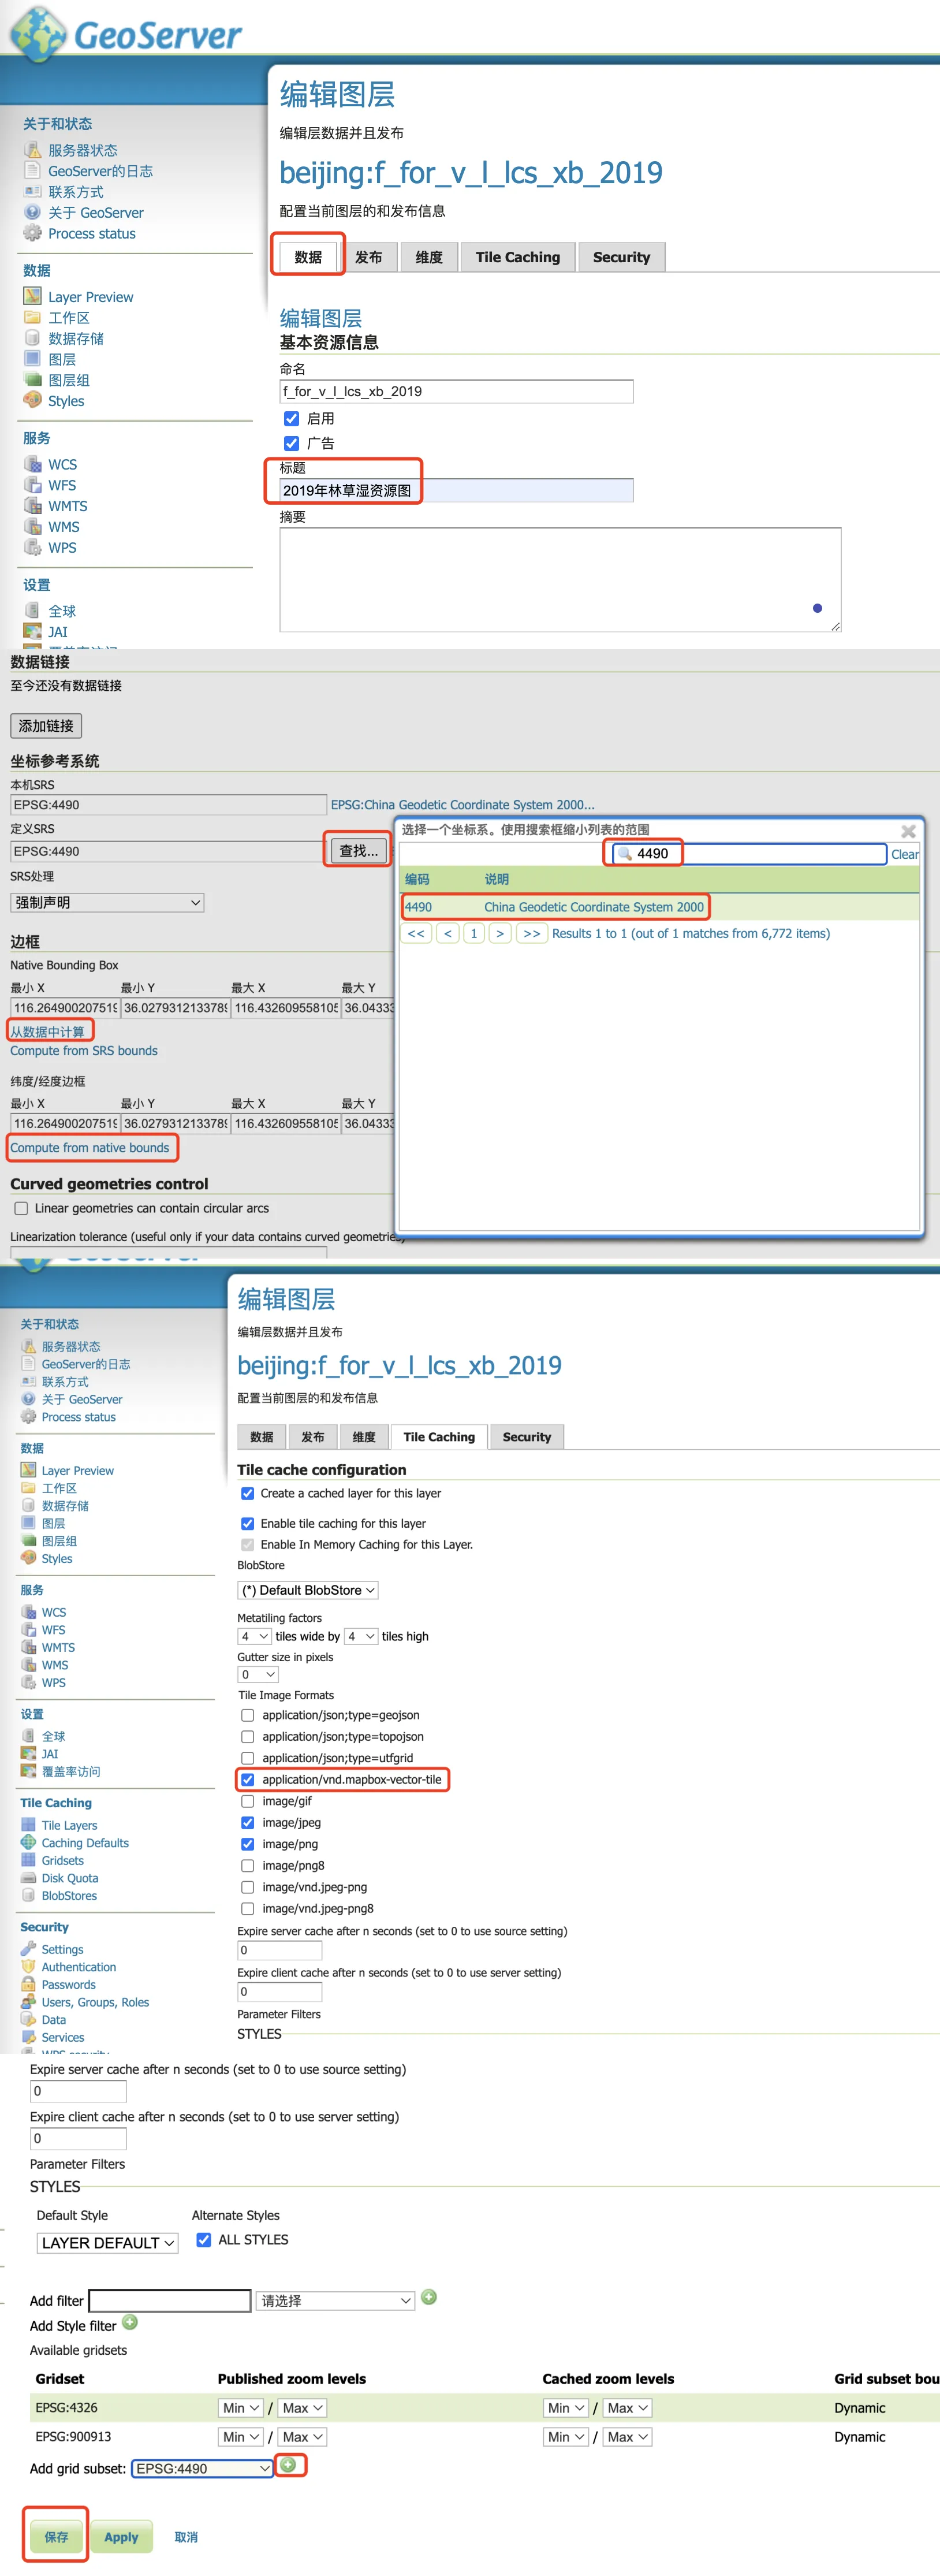 GeoServer
编辑图层
编辑层数据并且发布
beijing:f_for_v_l_lcs_xb_2019
配置当前图层的和发布信息
数据 发布 维度 Tile Caching Security
关于和状态
服务器状态
GeoServer的日志
联系方式
关于 GeoServer
Process status
数据
Layer Preview
工作区
数据存储
图层
图层组
Styles
服务
WCS
WFS
WMTS
WMS
WPS
设置
全球
JAI
编辑图层
基本资源信息
命名
f_for_v_l_lcs_xb_2019
启用
广告
标题
2019年林草湿资源图
摘要
数据链接
至今还没有数据链接
添加链接
坐标参考系统
本机SRS
EPSG:4490 EPSG:China Geodetic Coordinate System 2000...
定义SRS
EPSG:4490 查找...
SRS处理
强制声明
边框
Native Bounding Box
最小 X 最小 Y 最大 X 最大 Y
116.264900207519 36.0279312133789 116.432609558105 36.04333
从数据中计算
Compute from SRS bounds
纬度/经度边框
最小 X 最小 Y 最大 X 最大 Y
116.264900207519 36.0279312133789 116.432609558105 36.04333
Compute from native bounds
Curved geometries control
Linear geometries can contain circular arcs
Linearization tolerance (useful only if your data contains curved geometries)
选择一个坐标系。使用搜索框缩小列表的范围
4490 Clear
编码 说明
4490 China Geodetic Coordinate System 2000
<< < 1 > >> Results 1 to 1 (out of 1 matches from 6,772 items)
编辑图层
编辑层数据并且发布
beijing:f_for_v_l_lcs_xb_2019
配置当前图层的和发布信息
数据 发布 维度 Tile Caching Security
关于和状态
服务器状态
GeoServer的日志
联系方式
关于 GeoServer
Process status
数据
Layer Preview
工作区
数据存储
图层
图层组
Styles
服务
WCS
WFS
WMTS
WMS
WPS
设置
全球
JAI
覆盖率访问
Tile Caching
Tile Layers
Caching Defaults
Gridsets
Disk Quota
BlobStores
Security
Settings
Authentication
Passwords
Users, Groups, Roles
Data
Services
Tile cache configuration
Create a cached layer for this layer
Enable tile caching for this layer
Enable In Memory Caching for this Layer.
BlobStore
(*) Default BlobStore
Metatiling factors
4 tiles wide by 4 tiles high
Gutter size in pixels
0
Tile Image Formats
application/json;type=geojson
application/json;type=topojson
application/json;type=utfgrid
application/vnd.mapbox-vector-tile
image/gif
image/jpeg
image/png
image/png8
image/vnd.jpeg-png
image/vnd.jpeg-png8
Expire server cache after n seconds (set to 0 to use source setting)
0
Expire client cache after n seconds (set to 0 to use server setting)
0
Parameter Filters
STYLES
Expire server cache after n seconds (set to 0 to use source setting)
0
Expire client cache after n seconds (set to 0 to use server setting)
0
Parameter Filters
STYLES
Default Style Alternate Styles
LAYER DEFAULT ALL STYLES
Add filter 请选择
Add Style filter
Available gridsets
Gridset Published zoom levels Cached zoom levels Grid subset bou
EPSG:4326 Min / Max Min / Max Dynamic
EPSG:900913 Min / Max Min / Max Dynamic
Add grid subset: EPSG:4490
保存 Apply 取消